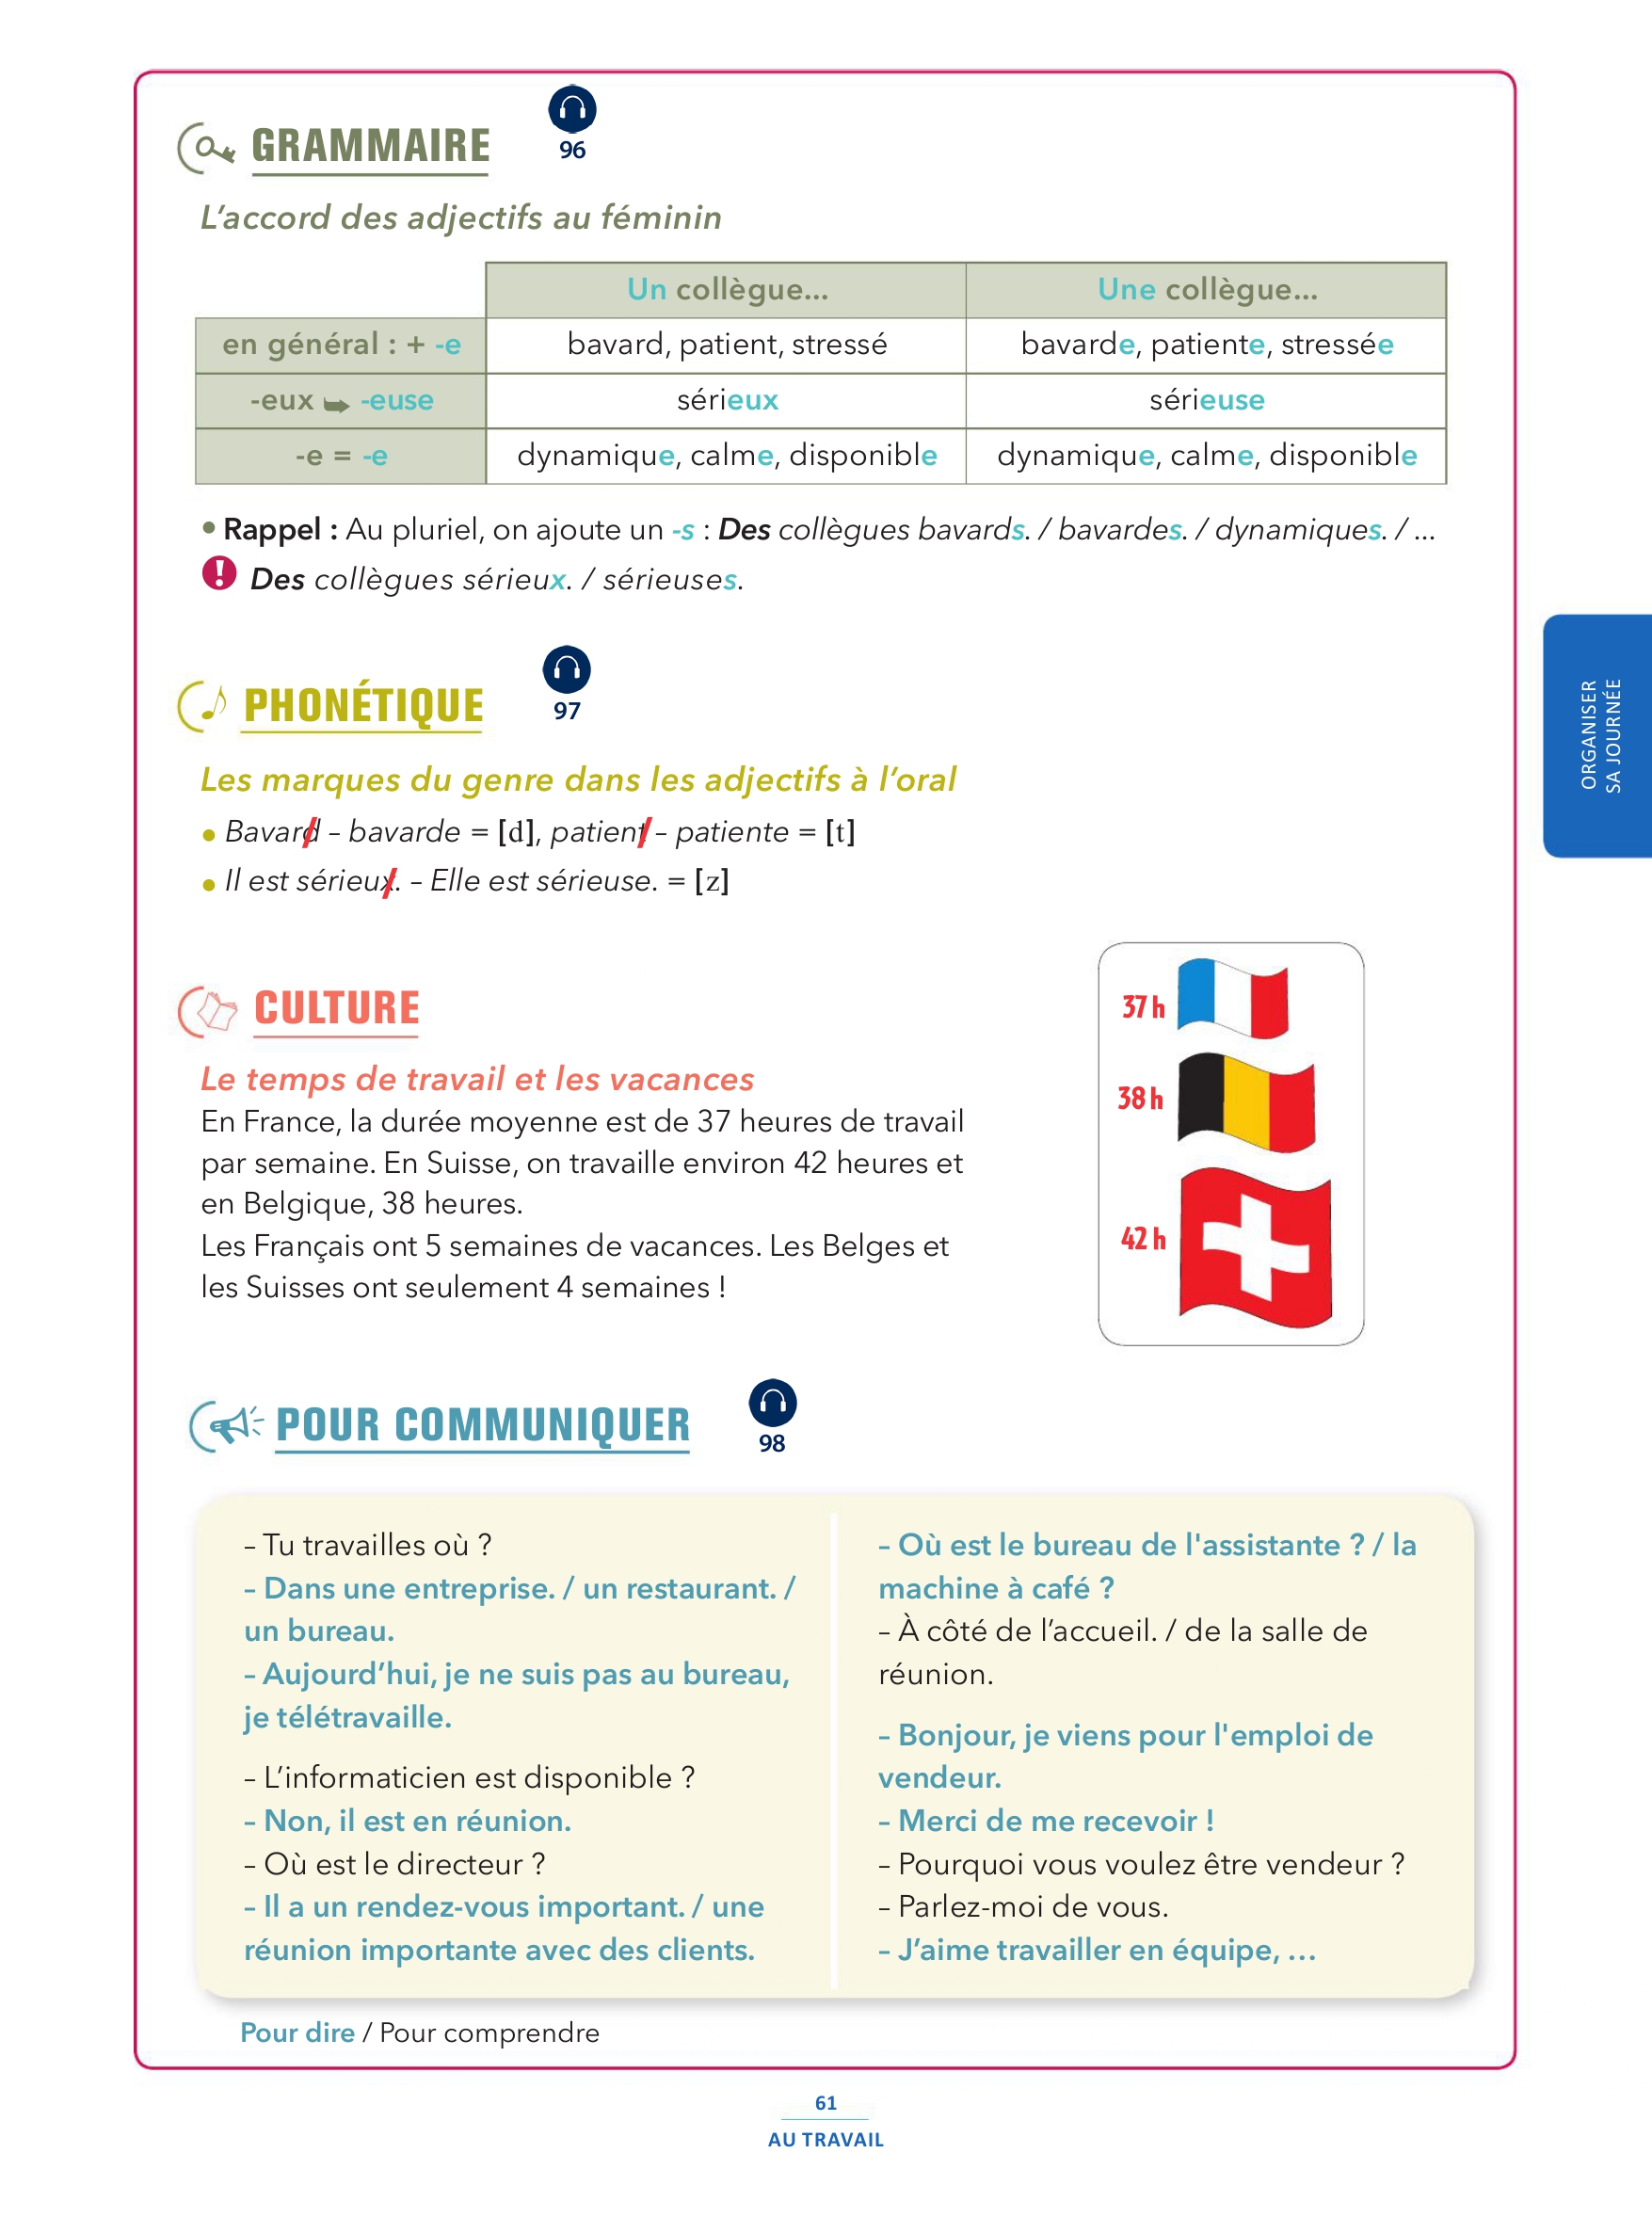 GRAMMAIRE
96
L'accord des adjectifs au féminin
Un collègue... Une collègue...
en général : + -e bavard, patient, stressé bavarde, patiente, stressée
-eux ➥ -euse sérieux sérieuse
-e = -e dynamique, calme, disponible dynamique, calme, disponible
• Rappel : Au pluriel, on ajoute un -s : Des collègues bavards. / bavardes. / dynamiques. / ...
! Des collègues sérieux. / sérieuses.
ORGANISER
SA JOURNÉE
PHONÉTIQUE
97
Les marques du genre dans les adjectifs à l'oral
• Bavard – bavarde = [d], patient – patiente = [t]
• Il est sérieux. – Elle est sérieuse. = [z]
CULTURE
Le temps de travail et les vacances
En France, la durée moyenne est de 37 heures de travail
par semaine. En Suisse, on travaille environ 42 heures et
en Belgique, 38 heures.
Les Français ont 5 semaines de vacances. Les Belges et
les Suisses ont seulement 4 semaines !
37 h
38 h
42 h
POUR COMMUNIQUER
98
– Tu travailles où ?
– Dans une entreprise. / un restaurant. /
un bureau.
– Aujourd'hui, je ne suis pas au bureau,
je télétravaille.
– L'informaticien est disponible ?
– Non, il est en réunion.
– Où est le directeur ?
– Il a un rendez-vous important. / une
réunion importante avec des clients.
– Où est le bureau de l'assistante ? / la
machine à café ?
– À côté de l'accueil. / de la salle de
réunion.
– Bonjour, je viens pour l'emploi de
vendeur.
– Merci de me recevoir !
– Pourquoi vous voulez être vendeur ?
– Parlez-moi de vous.
– J'aime travailler en équipe, ...
Pour dire / Pour comprendre
61
AU TRAVAIL